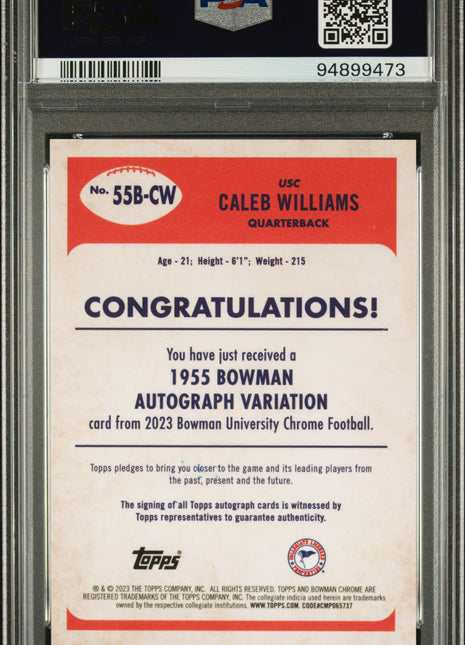 PSA
94899473
No. 55B-CW
USC
CALEB WILLIAMS
QUARTERBACK
Age - 21; Height - 6'1"; Weight - 215
CONGRATULATIONS!
You have just received a
1955 BOWMAN
AUTOGRAPH VARIATION
card from 2023 Bowman University Chrome Football.
Topps pledges to bring you closer to the game and its leading players from
the past, present and the future.
The signing of all Topps autograph cards is witnessed by
Topps representatives to guarantee authenticity.
topps
® & © 2023 THE TOPPS COMPANY, INC. ALL RIGHTS RESERVED. TOPPS AND BOWMAN CHROME ARE
REGISTERED TRADEMARKS OF THE TOPPS COMPANY, INC. The collegiate indicia used herein are trademarks
owned by the respective collegiate institutions. WWW.TOPPS.COM. CODE#CMP065737